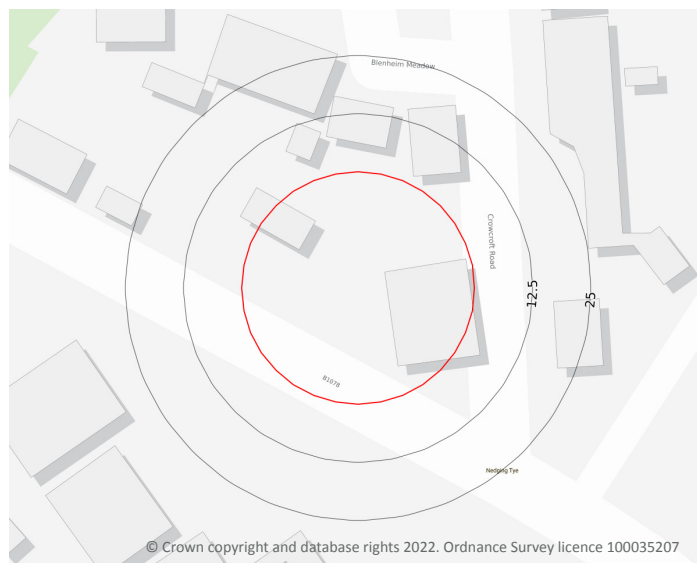 Blenheim Meadow
Crowcroft Road
12.5
25
B1078
Nedging Tye
© Crown copyright and database rights 2022. Ordnance Survey licence 100035207